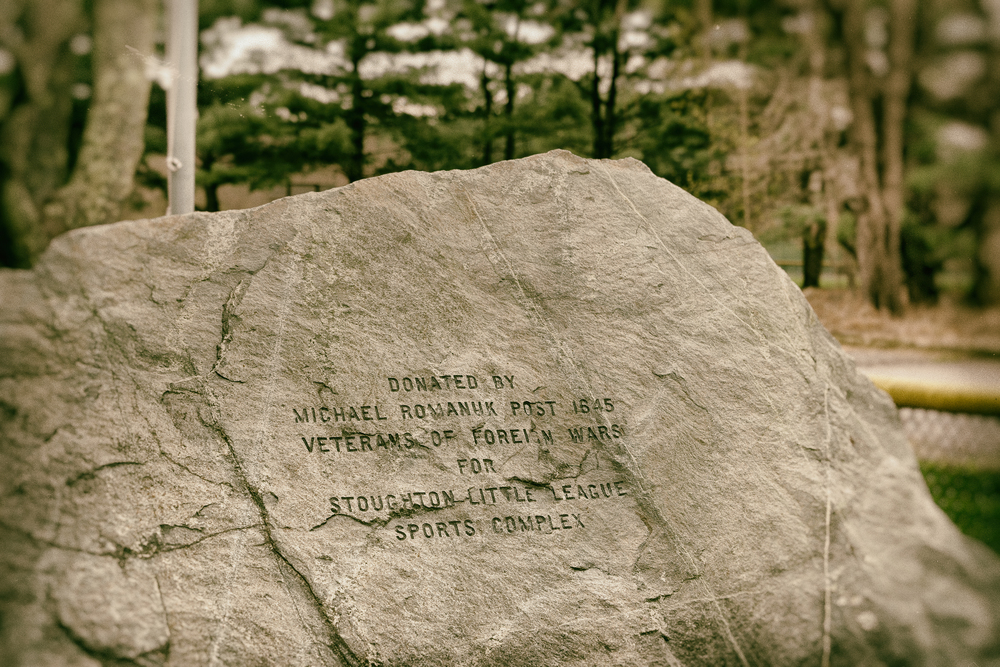 DONATED BY
MICHAEL ROMANUK POST 1645
VETERANS OF FOREIGN WARS
FOR
STOUGHTON LITTLE LEAGUE
SPORTS COMPLEX